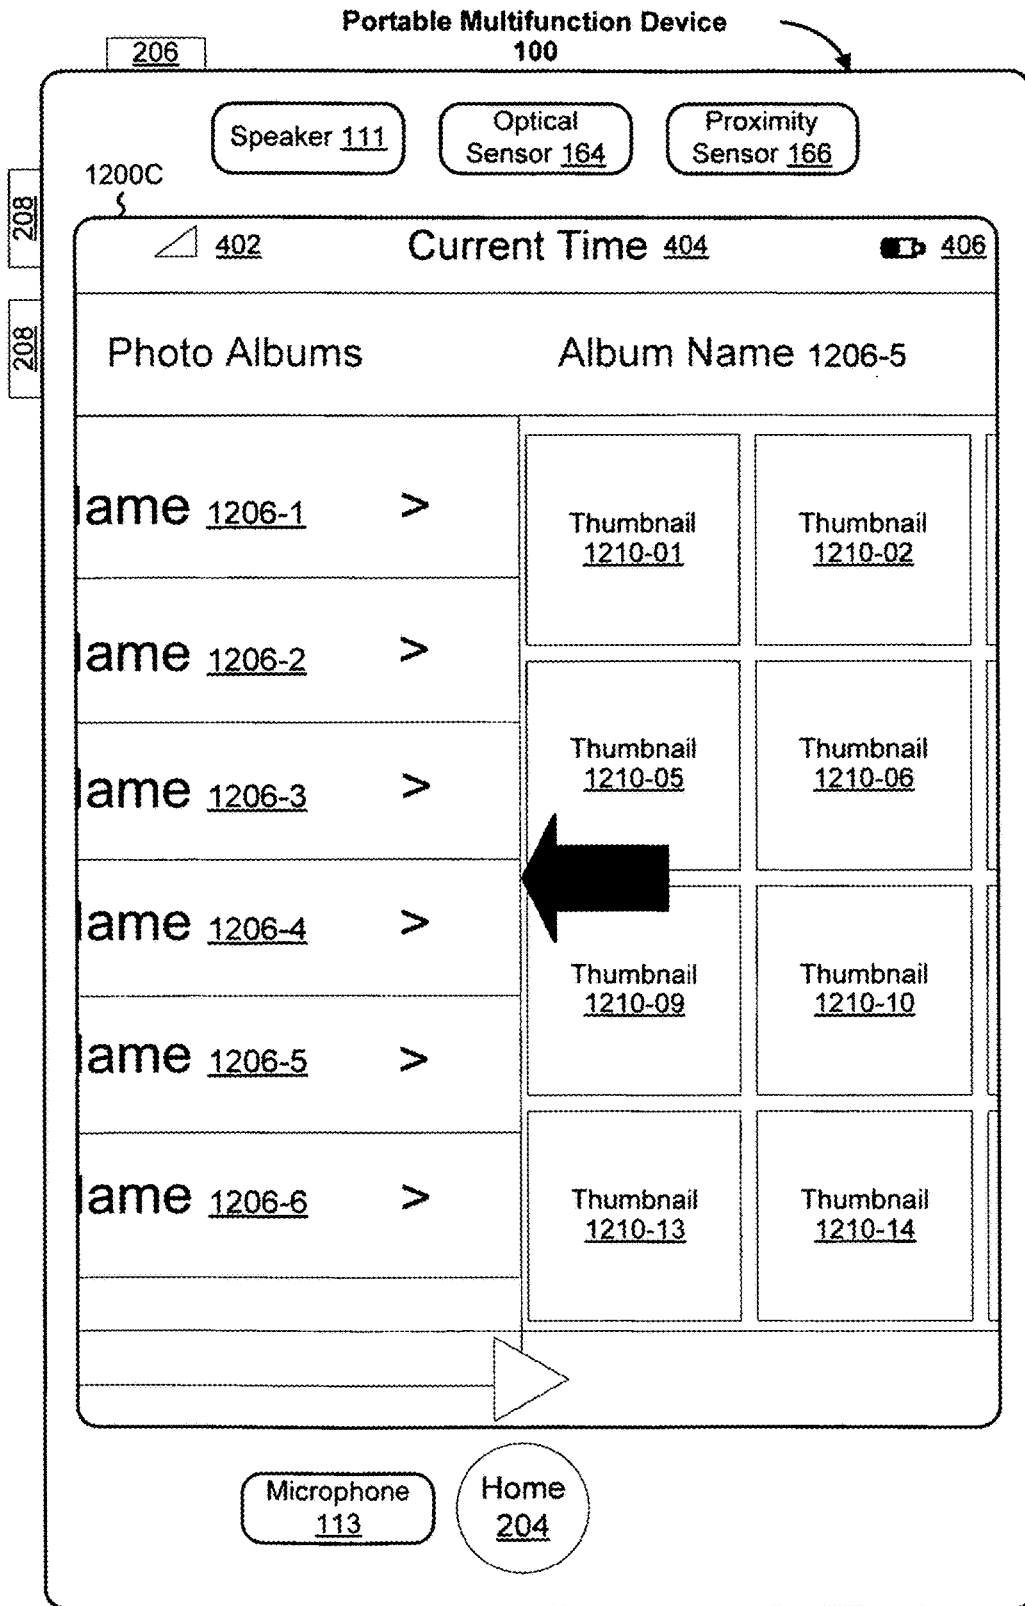 Portable Multifunction Device
100
206
Speaker 111
Optical
Sensor 164
Proximity
Sensor 166
1200C
208
208
402
Current Time 404
406
Photo Albums
Album Name 1206-5
lame 1206-1 >
lame 1206-2 >
lame 1206-3 >
lame 1206-4 >
lame 1206-5 >
lame 1206-6 >
Thumbnail
1210-01
Thumbnail
1210-02
Thumbnail
1210-05
Thumbnail
1210-06
Thumbnail
1210-09
Thumbnail
1210-10
Thumbnail
1210-13
Thumbnail
1210-14
Microphone
113
Home
204